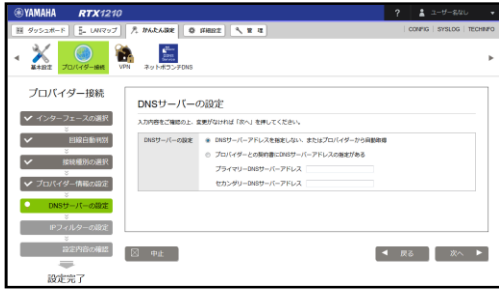 YAMAHA RTX1210
? ユーザー名なし
ダッシュボード LANマップ かんたん設定 詳細設定 管理 CONFIG SYSLOG TECHINFO
基本設定 プロバイダー接続 VPN ネットボランチDNS
プロバイダー接続
DNSサーバーの設定
入力内容をご確認の上、変更がなければ「次へ」を押してください。
インターフェースの選択
回線自動判別
接続種別の選択
プロバイダー情報の設定
DNSサーバーの設定
IPフィルターの設定
設定内容の確認
設定完了
DNSサーバーの設定
DNSサーバーアドレスを指定しない、またはプロバイダーから自動取得
プロバイダーとの契約書にDNSサーバーアドレスの指定がある
プライマリーDNSサーバーアドレス
セカンダリーDNSサーバーアドレス
中止 戻る 次へ